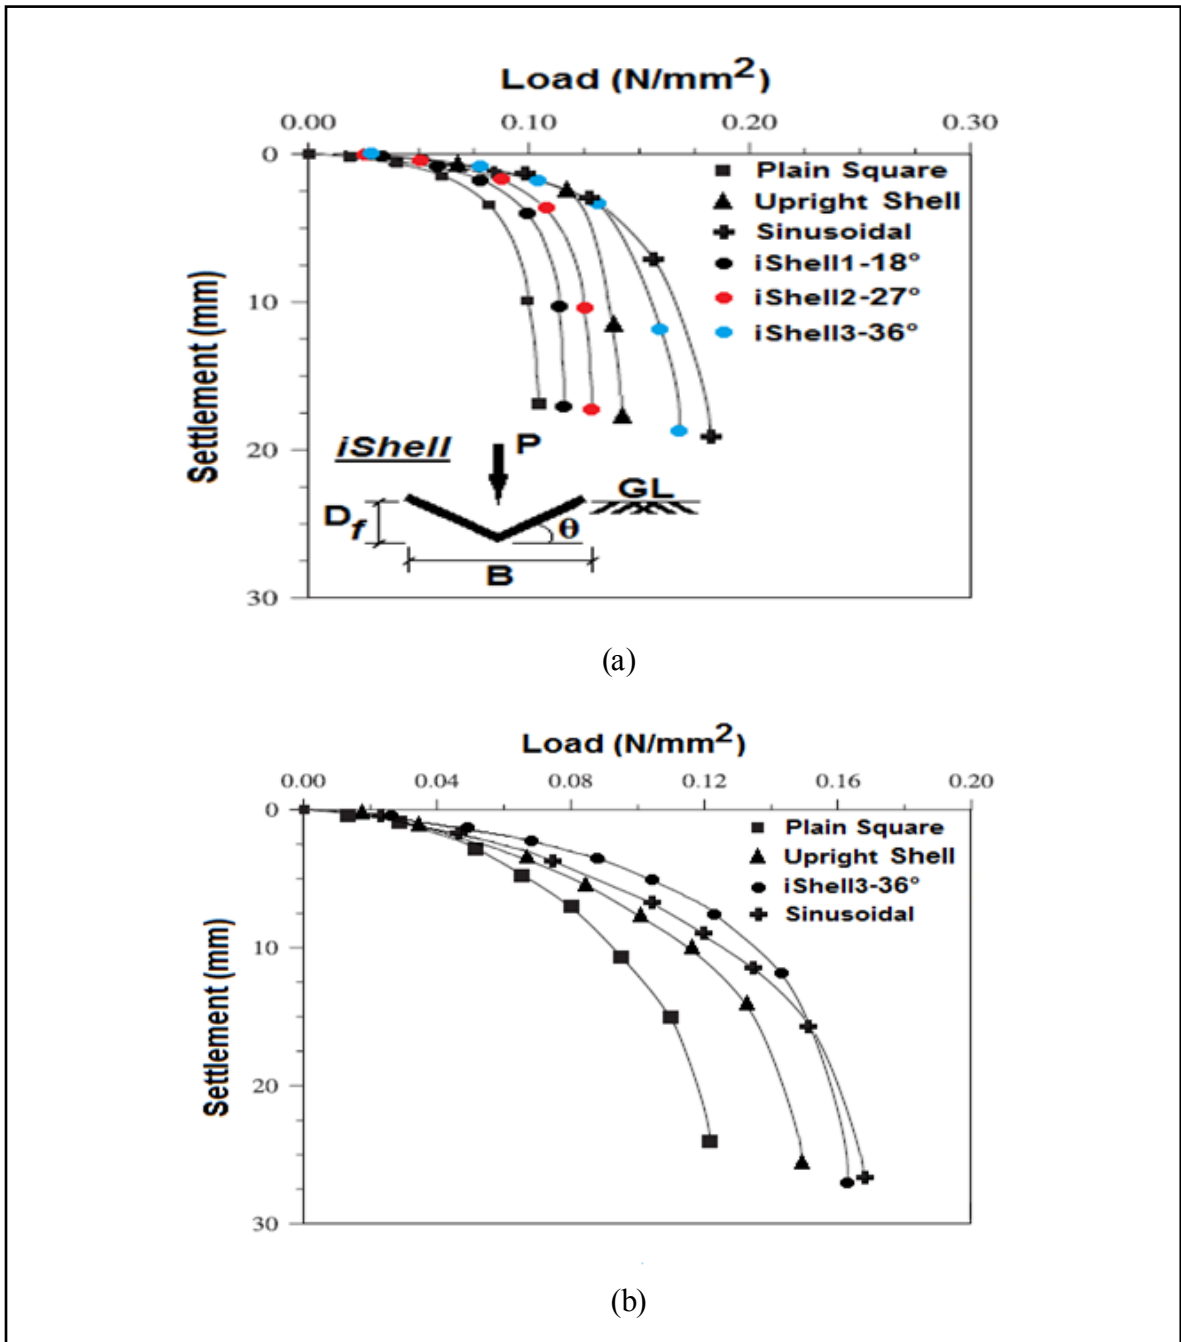 Load (N/mm2)
0.00 0.10 0.20 0.30
0
10
20
30
Settlement (mm)
Plain Square
Upright Shell
Sinusoidal
iShell1-18°
iShell2-27°
iShell3-36°
iShell
P
GL
Df
θ
B
(a)
Load (N/mm2)
0.00 0.04 0.08 0.12 0.16 0.20
0
10
20
30
Settlement (mm)
Plain Square
Upright Shell
iShell3-36°
Sinusoidal
(b)